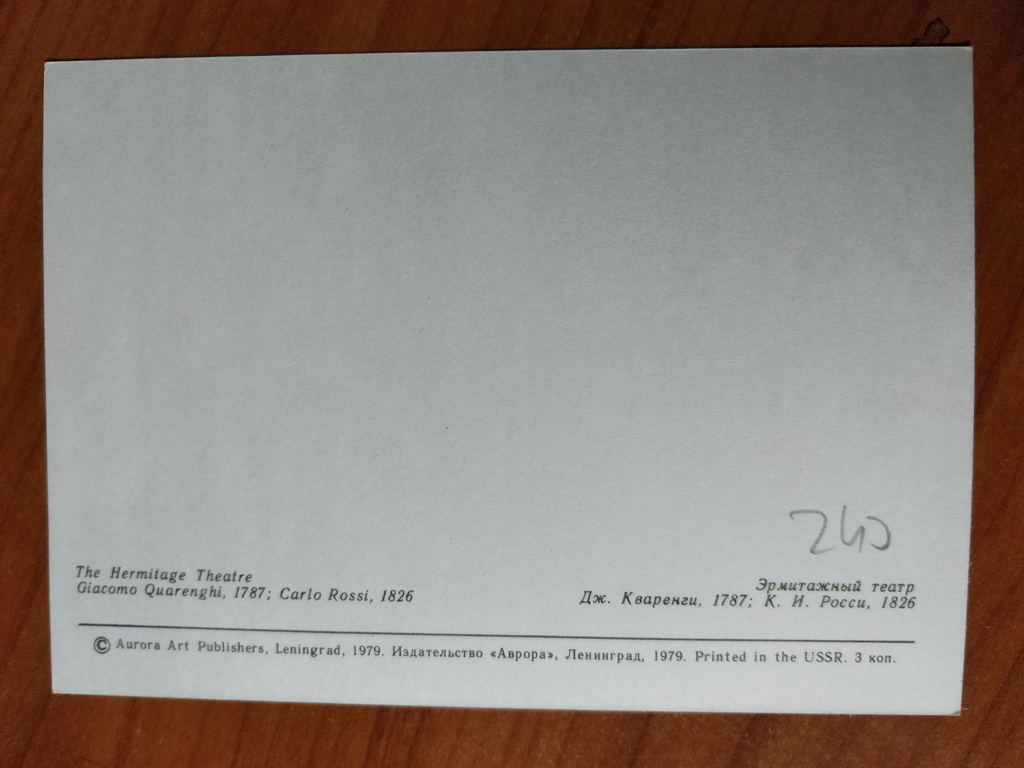 240
The Hermitage Theatre
Giacomo Quarenghi, 1787; Carlo Rossi, 1826
Эрмитажный театр
Дж. Кваренги, 1787; К. И. Росси, 1826
© Aurora Art Publishers, Leningrad, 1979. Издательство «Аврора», Ленинград, 1979. Printed in the USSR. 3 коп.